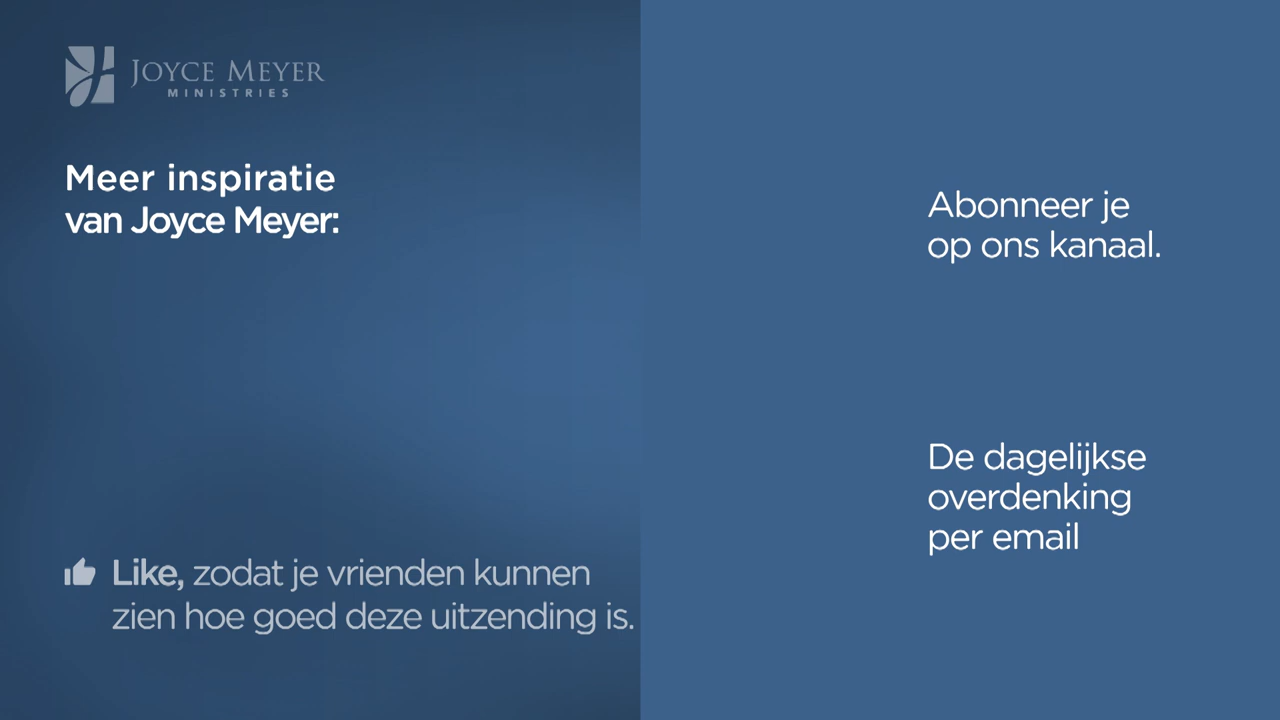 JOYCE MEYER
MINISTRIES
Meer inspiratie
van Joyce Meyer:
Like, zodat je vrienden kunnen
zien hoe goed deze uitzending is.
Abonneer je
op ons kanaal.
De dagelijkse
overdenking
per email